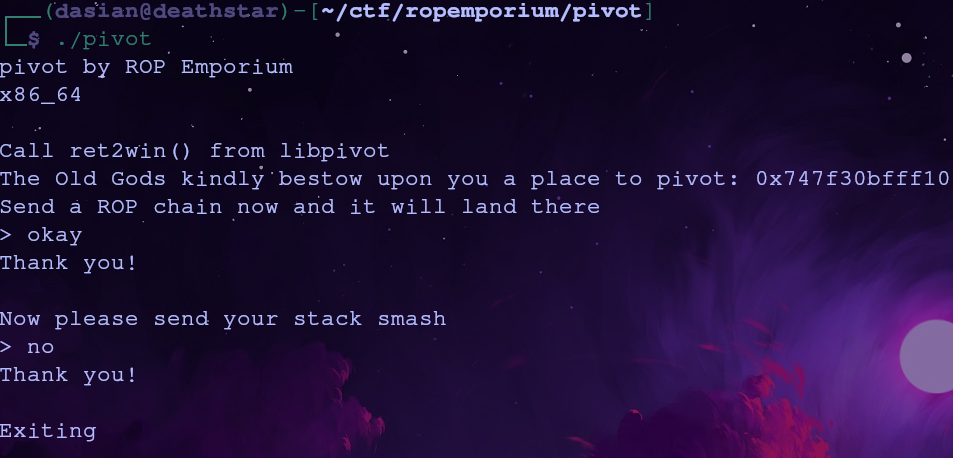 ┌──(dasian@deathstar)-[~/ctf/ropemporium/pivot]
└─$ ./pivot
pivot by ROP Emporium
x86_64
Call ret2win() from libpivot
The Old Gods kindly bestow upon you a place to pivot: 0x747f30bfff10
Send a ROP chain now and it will land there
> okay
Thank you!
Now please send your stack smash
> no
Thank you!
Exiting